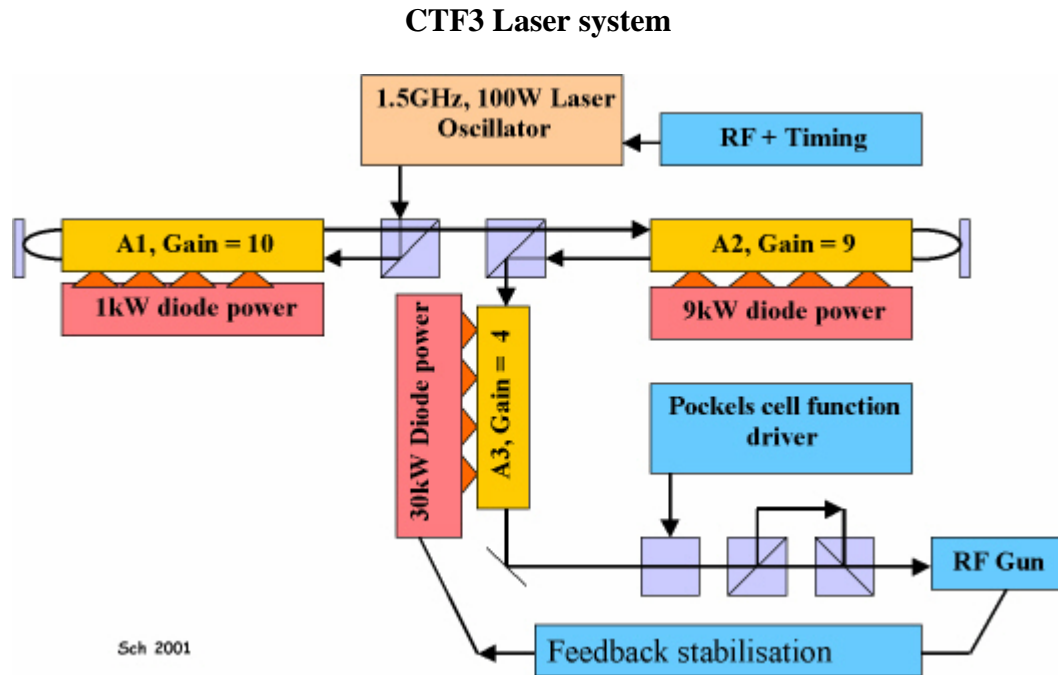 CTF3 Laser system
1.5GHz, 100W Laser
Oscillator
RF + Timing
A1, Gain = 10
A2, Gain = 9
1kW diode power
9kW diode power
30kW Diode power
A3, Gain = 4
Pockels cell function
driver
RF Gun
Feedback stabilisation
Sch 2001